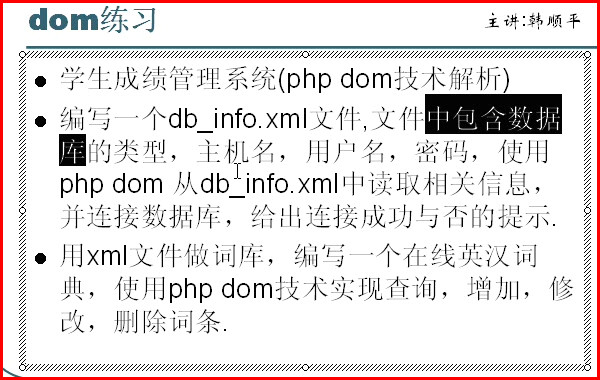 dom练习
主讲:韩顺平
学生成绩管理系统(php dom技术解析)
编写一个db_info.xml文件,文件中包含数据
库的类型，主机名，用户名，密码，使用
php dom 从db_info.xml中读取相关信息，
并连接数据库，给出连接成功与否的提示.
用xml文件做词库，编写一个在线英汉词
典，使用php dom技术实现查询，增加，修
改，删除词条.